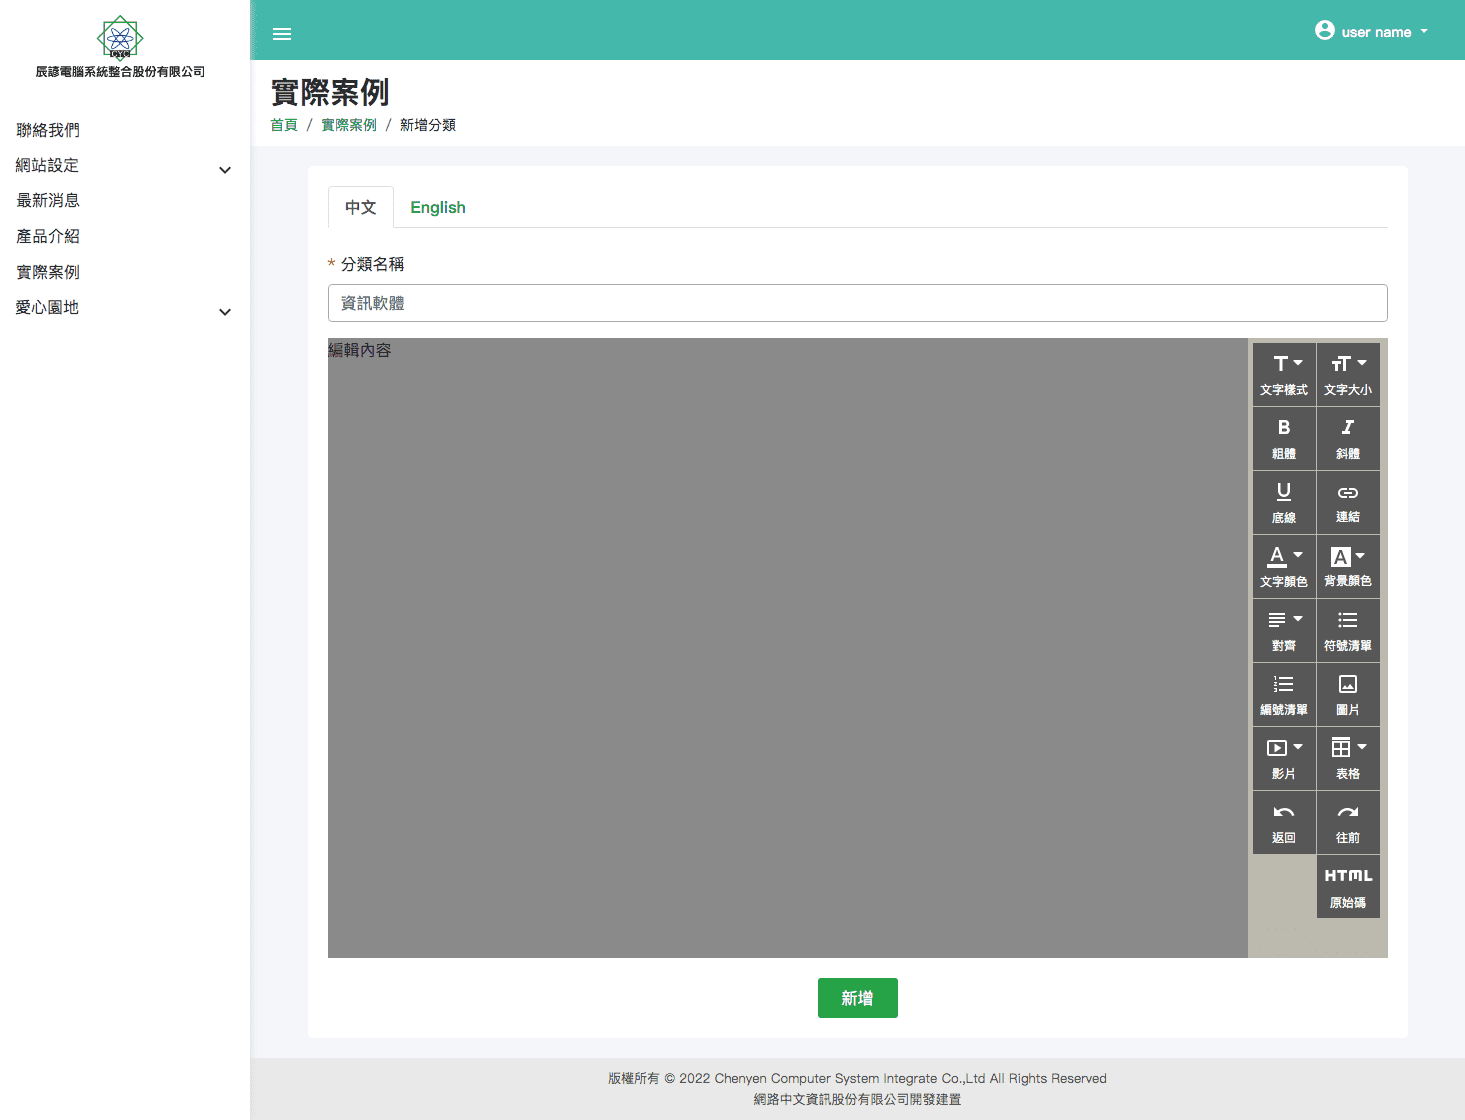 CYC
辰諺電腦系統整合股份有限公司
聯絡我們
網站設定
最新消息
產品介紹
實際案例
愛心園地
user name
實際案例
首頁 / 實際案例 / 新增分類
中文 English
* 分類名稱
資訊軟體
編輯內容
文字樣式 文字大小
B
粗體 斜體
底線 連結
文字顏色 背景顏色
對齊 符號清單
編號清單 圖片
影片 表格
返回 往前
HTML
原始碼
新增
版權所有 © 2022 Chenyen Computer System Integrate Co.,Ltd All Rights Reserved
網路中文資訊股份有限公司開發建置